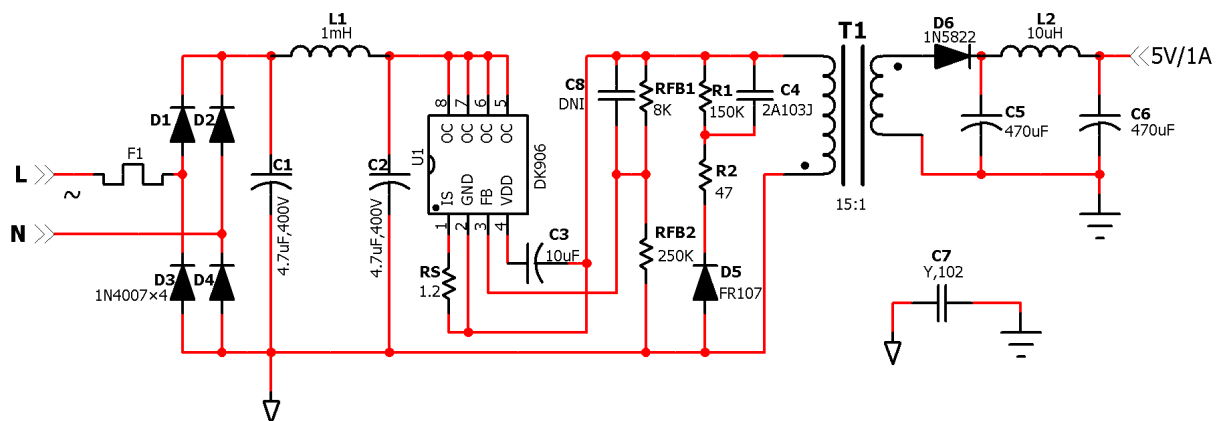 L1
1mH
D1
D2
F1
L
~
N
D3
D4
1N4007×4
C1
4.7uF,400V
C2
4.7uF,400V
8
7
6
5
OC
OC
OC
OC
U1
DK906
IS
GND
FB
VDD
1
2
3
4
RS
1.2
C3
10uF
C8
DNI
RFB1
8K
R1
150K
C4
2A103J
R2
47
RFB2
250K
D5
FR107
T1
15:1
D6
1N5822
L2
10uH
5V/1A
C5
470uF
C6
470uF
C7
Y,102